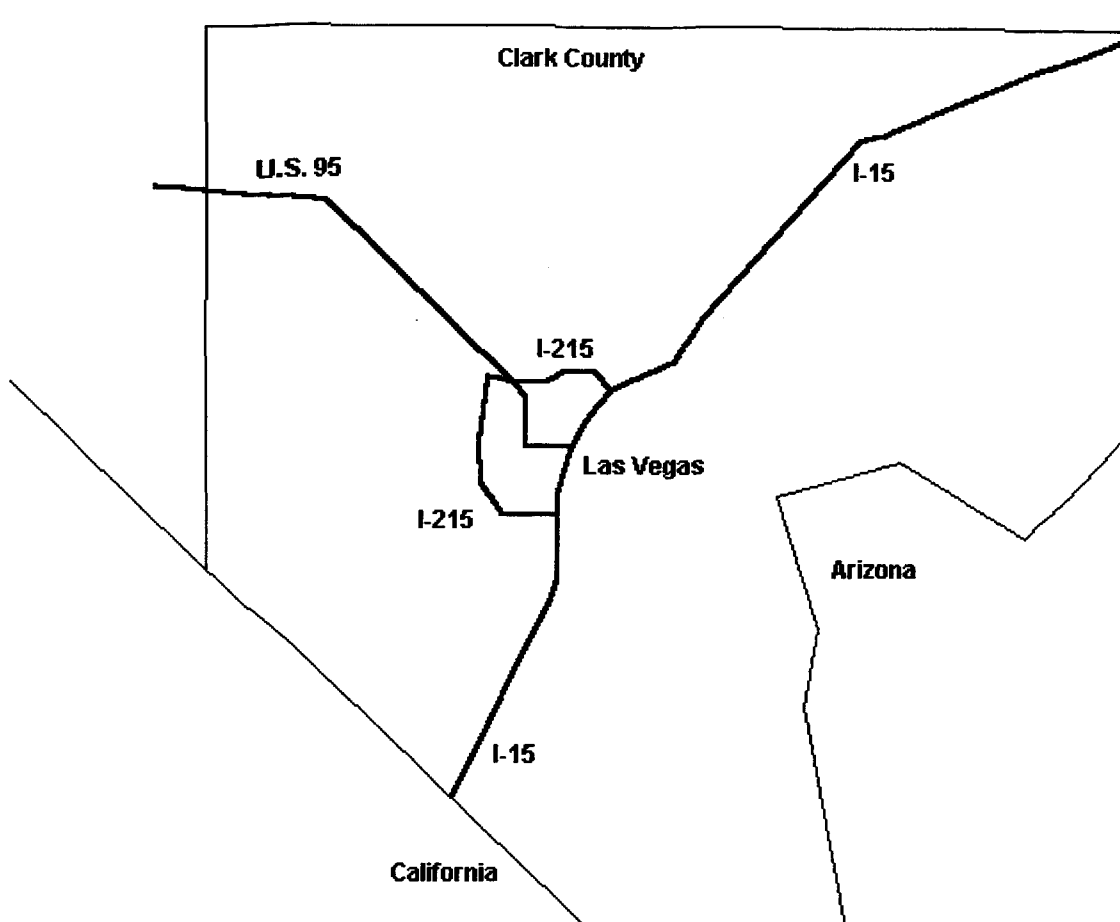 Clark County
U.S. 95
I-15
I-215
Las Vegas
I-215
Arizona
I-15
California